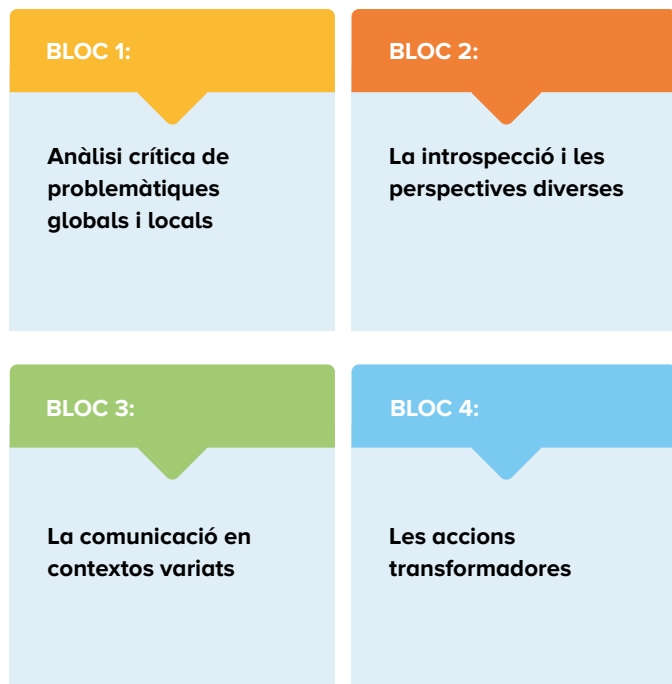 BLOC 1:
Anàlisi crítica de
problemàtiques
globals i locals
BLOC 2:
La introspecció i les
perspectives diverses
BLOC 3:
La comunicació en
contextos variats
BLOC 4:
Les accions
transformadores